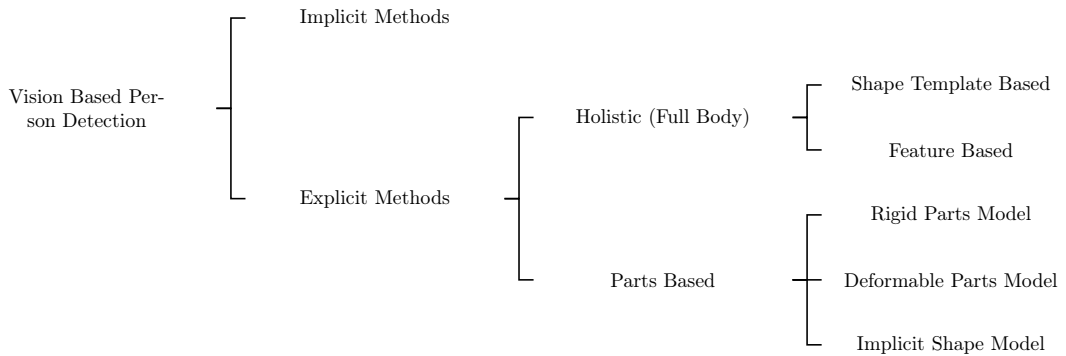 Implicit Methods
Vision Based Per-
son Detection
Explicit Methods
Holistic (Full Body)
Parts Based
Shape Template Based
Feature Based
Rigid Parts Model
Deformable Parts Model
Implicit Shape Model